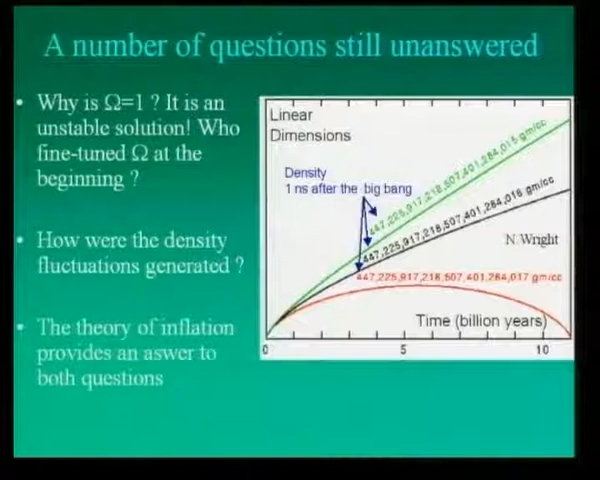 A number of questions still unanswered
• Why is Ω=1 ? It is an
unstable solution! Who
fine-tuned Ω at the
beginning ?
• How were the density
fluctuations generated ?
• The theory of inflation
provides an aswer to
both questions
Linear
Dimensions
Density
1 ns after the big bang
447,225,917,218,507,401,284,015 gm/cc
447,225,917,218,507,401,284,016 gm/cc
N.Wright
447,225,917,218,507,401,284,017 gm/cc
Time (billion years)
0 5 10